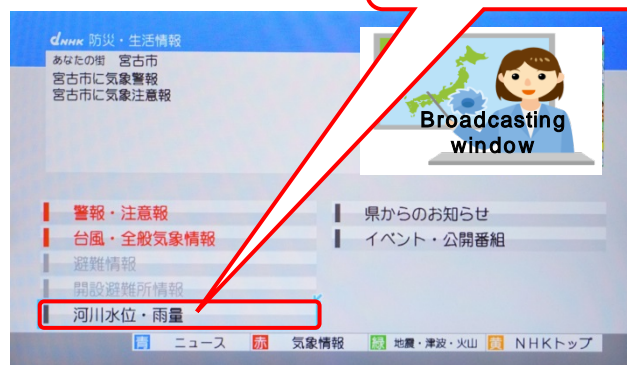 dNHK 防災・生活情報
あなたの街 宮古市
宮古市に気象警報
宮古市に気象注意報
Broadcasting
window
警報・注意報
台風・全般気象情報
避難情報
開設避難所情報
河川水位・雨量
県からのお知らせ
イベント・公開番組
青 ニュース 赤 気象情報 緑 地震・津波・火山 黄 NHKトップ